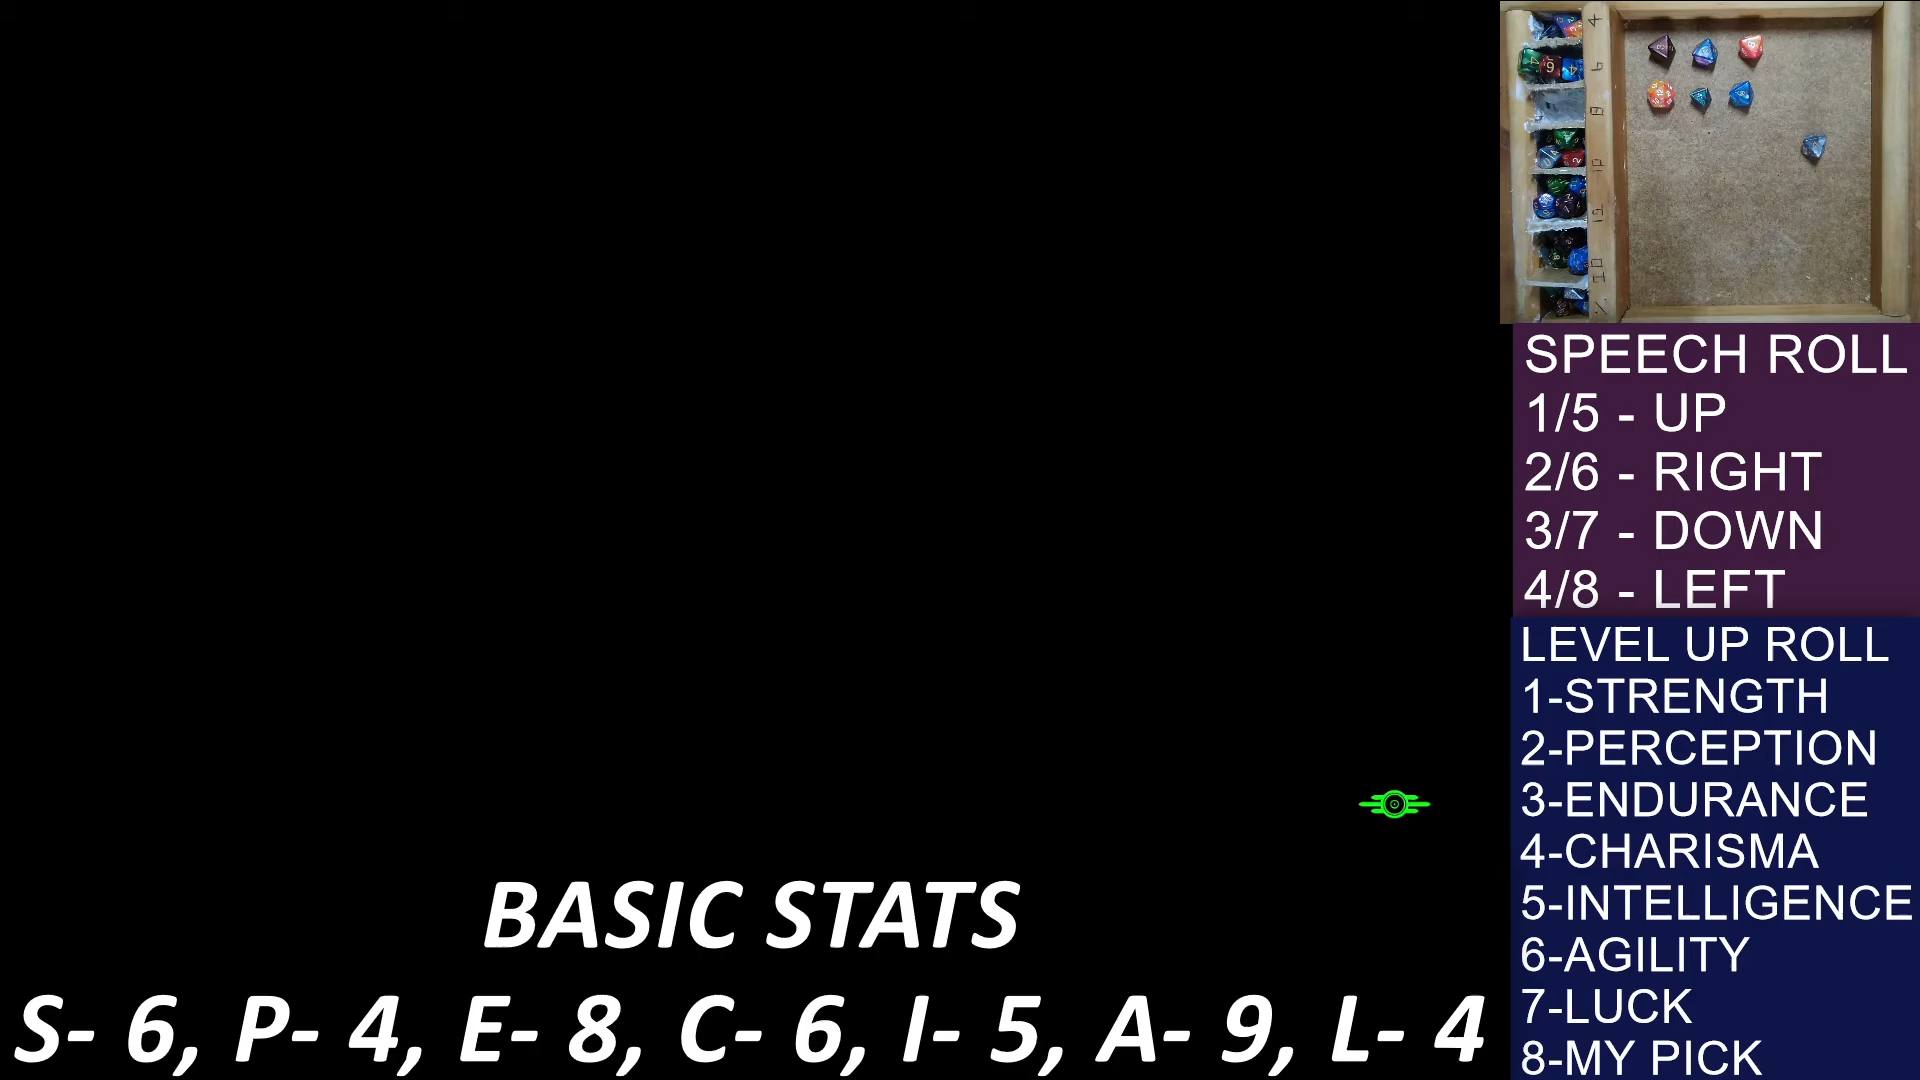 SPEECH ROLL
1/5 - UP
2/6 - RIGHT
3/7 - DOWN
4/8 - LEFT
LEVEL UP ROLL
1-STRENGTH
2-PERCEPTION
3-ENDURANCE
4-CHARISMA
5-INTELLIGENCE
6-AGILITY
7-LUCK
8-MY PICK
BASIC STATS
S- 6, P- 4, E- 8, C- 6, I- 5, A- 9, L- 4